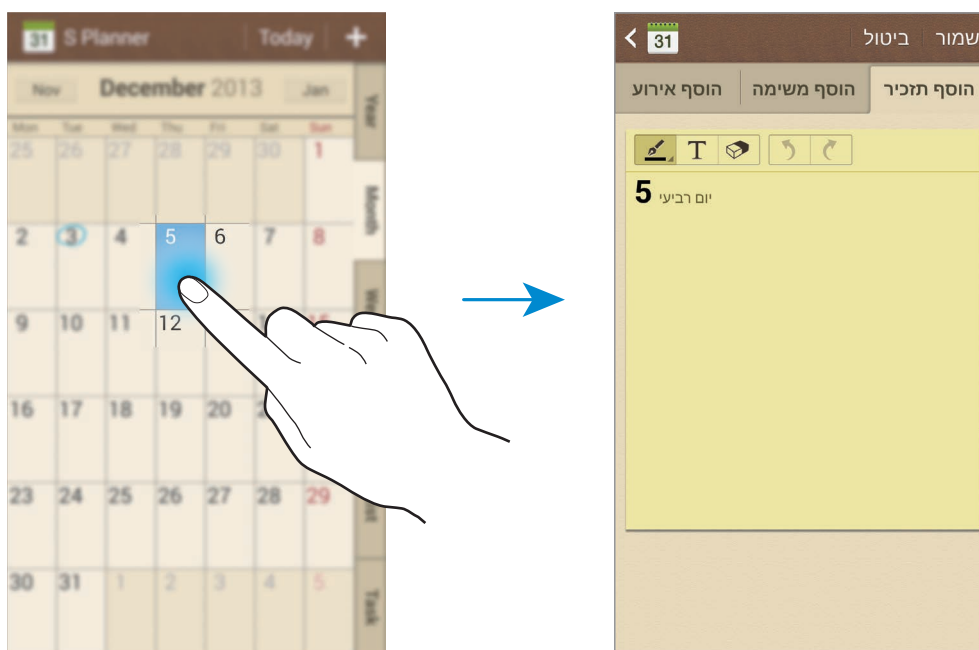 31 S Planner Today +
Nov December 2013 Jan
Mon Tue Wed Thu Fri Sat Sun
25 26 27 28 29 30 1
2 3 4 5 6 7 8
9 10 11 12
16 17 18 19 20
23 24 25 26 27 28 29
30 31 1 2 3 4 5
Year
Month
Task
31 ביטול שמור
הוסף אירוע הוסף משימה הוסף תזכיר
T
5 יום רביעי